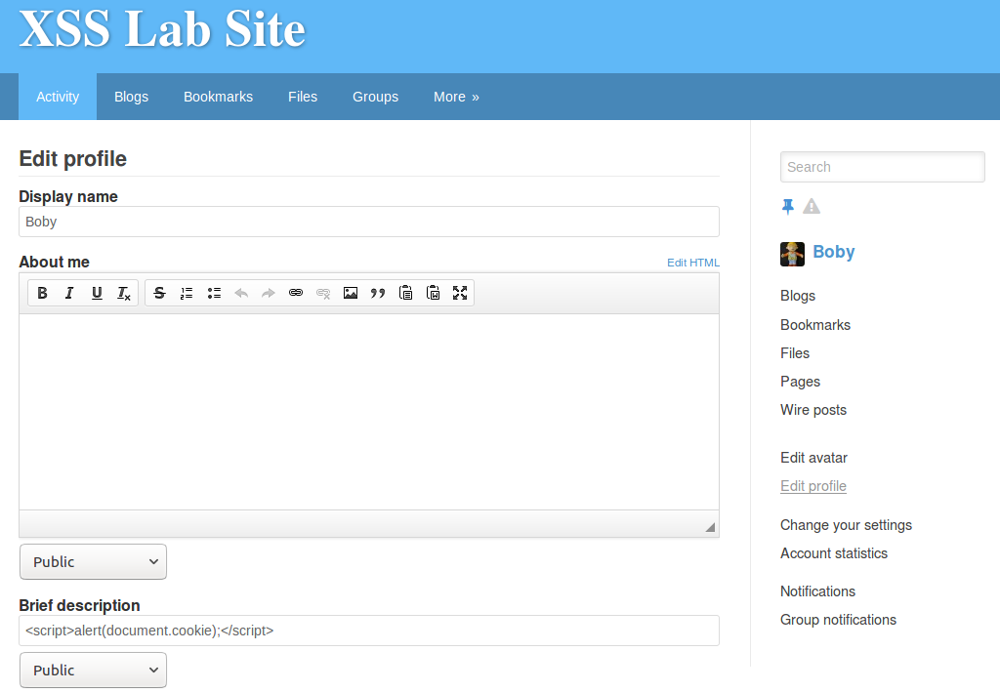 XSS Lab Site
Activity Blogs Bookmarks Files Groups More »
Edit profile
Display name
Boby
About me Edit HTML
B I U Tx S
Public
Brief description
<script>alert(document.cookie);</script>
Public
Search
Boby
Blogs
Bookmarks
Files
Pages
Wire posts
Edit avatar
Edit profile
Change your settings
Account statistics
Notifications
Group notifications